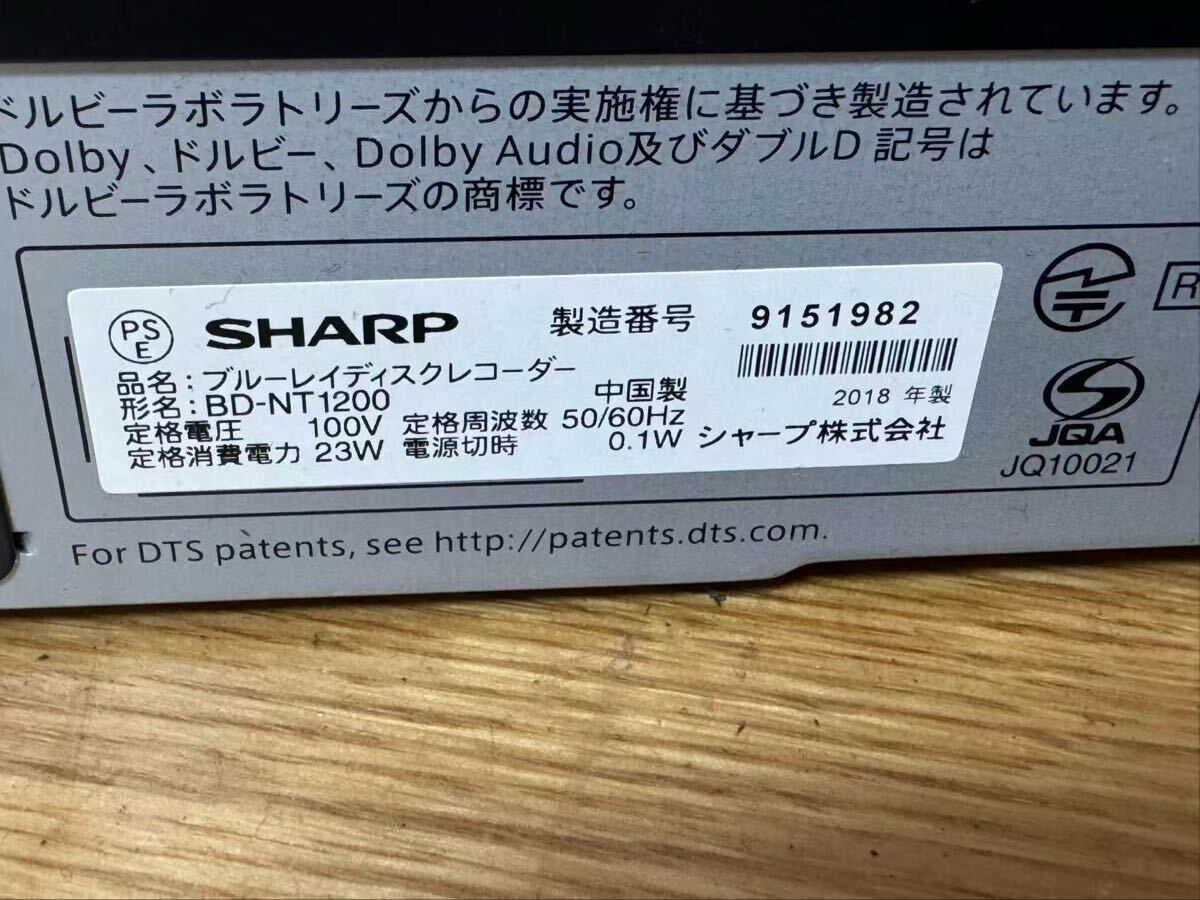 ドルビーラボラトリーズからの実施権に基づき製造されています。
Dolby、ドルビー、Dolby Audio及びダブルD 記号は
ドルビーラボラトリーズの商標です。
PS
E
SHARP 製造番号 9151982
品名:ブルーレイディスクレコーダー
形名:BD-NT1200 中国製 2018 年製
定格電圧 100V 定格周波数 50/60Hz
定格消費電力 23W 電源切時 0.1W シャープ株式会社
R
JQA
JQ10021
For DTS patents, see http://patents.dts.com.